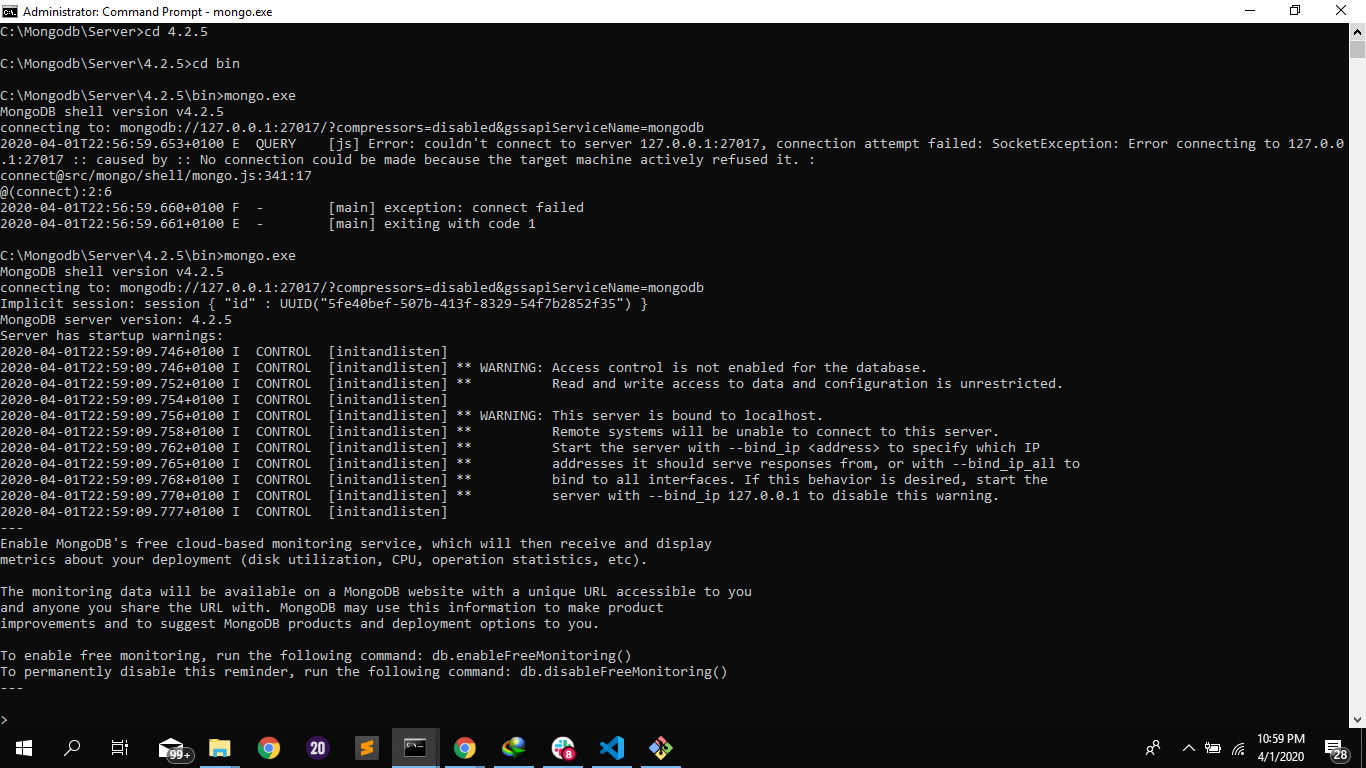 Administrator: Command Prompt - mongo.exe
C:\Mongodb\Server>cd 4.2.5
C:\Mongodb\Server\4.2.5>cd bin
C:\Mongodb\Server\4.2.5\bin>mongo.exe
MongoDB shell version v4.2.5
connecting to: mongodb://127.0.0.1:27017/?compressors=disabled&gssapiServiceName=mongodb
2020-04-01T22:56:59.653+0100 E  QUERY    [js] Error: couldn't connect to server 127.0.0.1:27017, connection attempt failed: SocketException: Error connecting to 127.0.0
.1:27017 :: caused by :: No connection could be made because the target machine actively refused it. :
connect@src/mongo/shell/mongo.js:341:17
@(connect):2:6
2020-04-01T22:56:59.660+0100 F  -        [main] exception: connect failed
2020-04-01T22:56:59.661+0100 E  -        [main] exiting with code 1
C:\Mongodb\Server\4.2.5\bin>mongo.exe
MongoDB shell version v4.2.5
connecting to: mongodb://127.0.0.1:27017/?compressors=disabled&gssapiServiceName=mongodb
Implicit session: session { "id" : UUID("5fe40bef-507b-413f-8329-54f7b2852f35") }
MongoDB server version: 4.2.5
Server has startup warnings:
2020-04-01T22:59:09.746+0100 I  CONTROL  [initandlisten]
2020-04-01T22:59:09.746+0100 I  CONTROL  [initandlisten] ** WARNING: Access control is not enabled for the database.
2020-04-01T22:59:09.752+0100 I  CONTROL  [initandlisten] **          Read and write access to data and configuration is unrestricted.
2020-04-01T22:59:09.754+0100 I  CONTROL  [initandlisten]
2020-04-01T22:59:09.756+0100 I  CONTROL  [initandlisten] ** WARNING: This server is bound to localhost.
2020-04-01T22:59:09.758+0100 I  CONTROL  [initandlisten] **          Remote systems will be unable to connect to this server.
2020-04-01T22:59:09.762+0100 I  CONTROL  [initandlisten] **          Start the server with --bind_ip <address> to specify which IP
2020-04-01T22:59:09.765+0100 I  CONTROL  [initandlisten] **          addresses it should serve responses from, or with --bind_ip_all to
2020-04-01T22:59:09.768+0100 I  CONTROL  [initandlisten] **          bind to all interfaces. If this behavior is desired, start the
2020-04-01T22:59:09.770+0100 I  CONTROL  [initandlisten] **          server with --bind_ip 127.0.0.1 to disable this warning.
2020-04-01T22:59:09.777+0100 I  CONTROL  [initandlisten]
---
Enable MongoDB's free cloud-based monitoring service, which will then receive and display
metrics about your deployment (disk utilization, CPU, operation statistics, etc).
The monitoring data will be available on a MongoDB website with a unique URL accessible to you
and anyone you share the URL with. MongoDB may use this information to make product
improvements and to suggest MongoDB products and deployment options to you.
To enable free monitoring, run the following command: db.enableFreeMonitoring()
To permanently disable this reminder, run the following command: db.disableFreeMonitoring()
---
>
99+
20
8
10:59 PM
4/1/2020
28